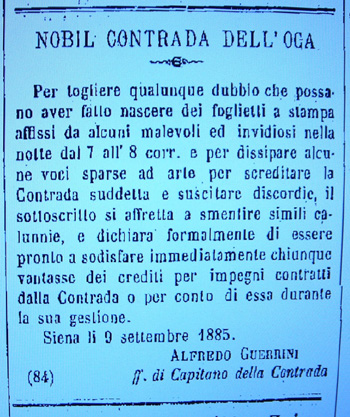 NOBIL CONTRADA DELL'OCA
Per togliere qualunque dubbio che possa-
no aver fatto nascere dei foglietti a stampa
affissi da alcuni malevoli ed invidiosi nella
notte dal 7 all' 8 corr. e per dissipare alcu-
ne voci sparse ad arte per screditare la
Contrada suddetta e suscitare discordie, il
sottoscritto si affretta a smentire simili ca-
lunnie, e dichiara formalmente di essere
pronto a sodisfare immediatamente chiunque
vantasse dei crediti per impegni contratti
dalla Contrada o per conto di essa durante
la sua gestione.
Siena li 9 settembre 1885.
ALFREDO GUERRINI
(84) ff. di Capitano della Contrada